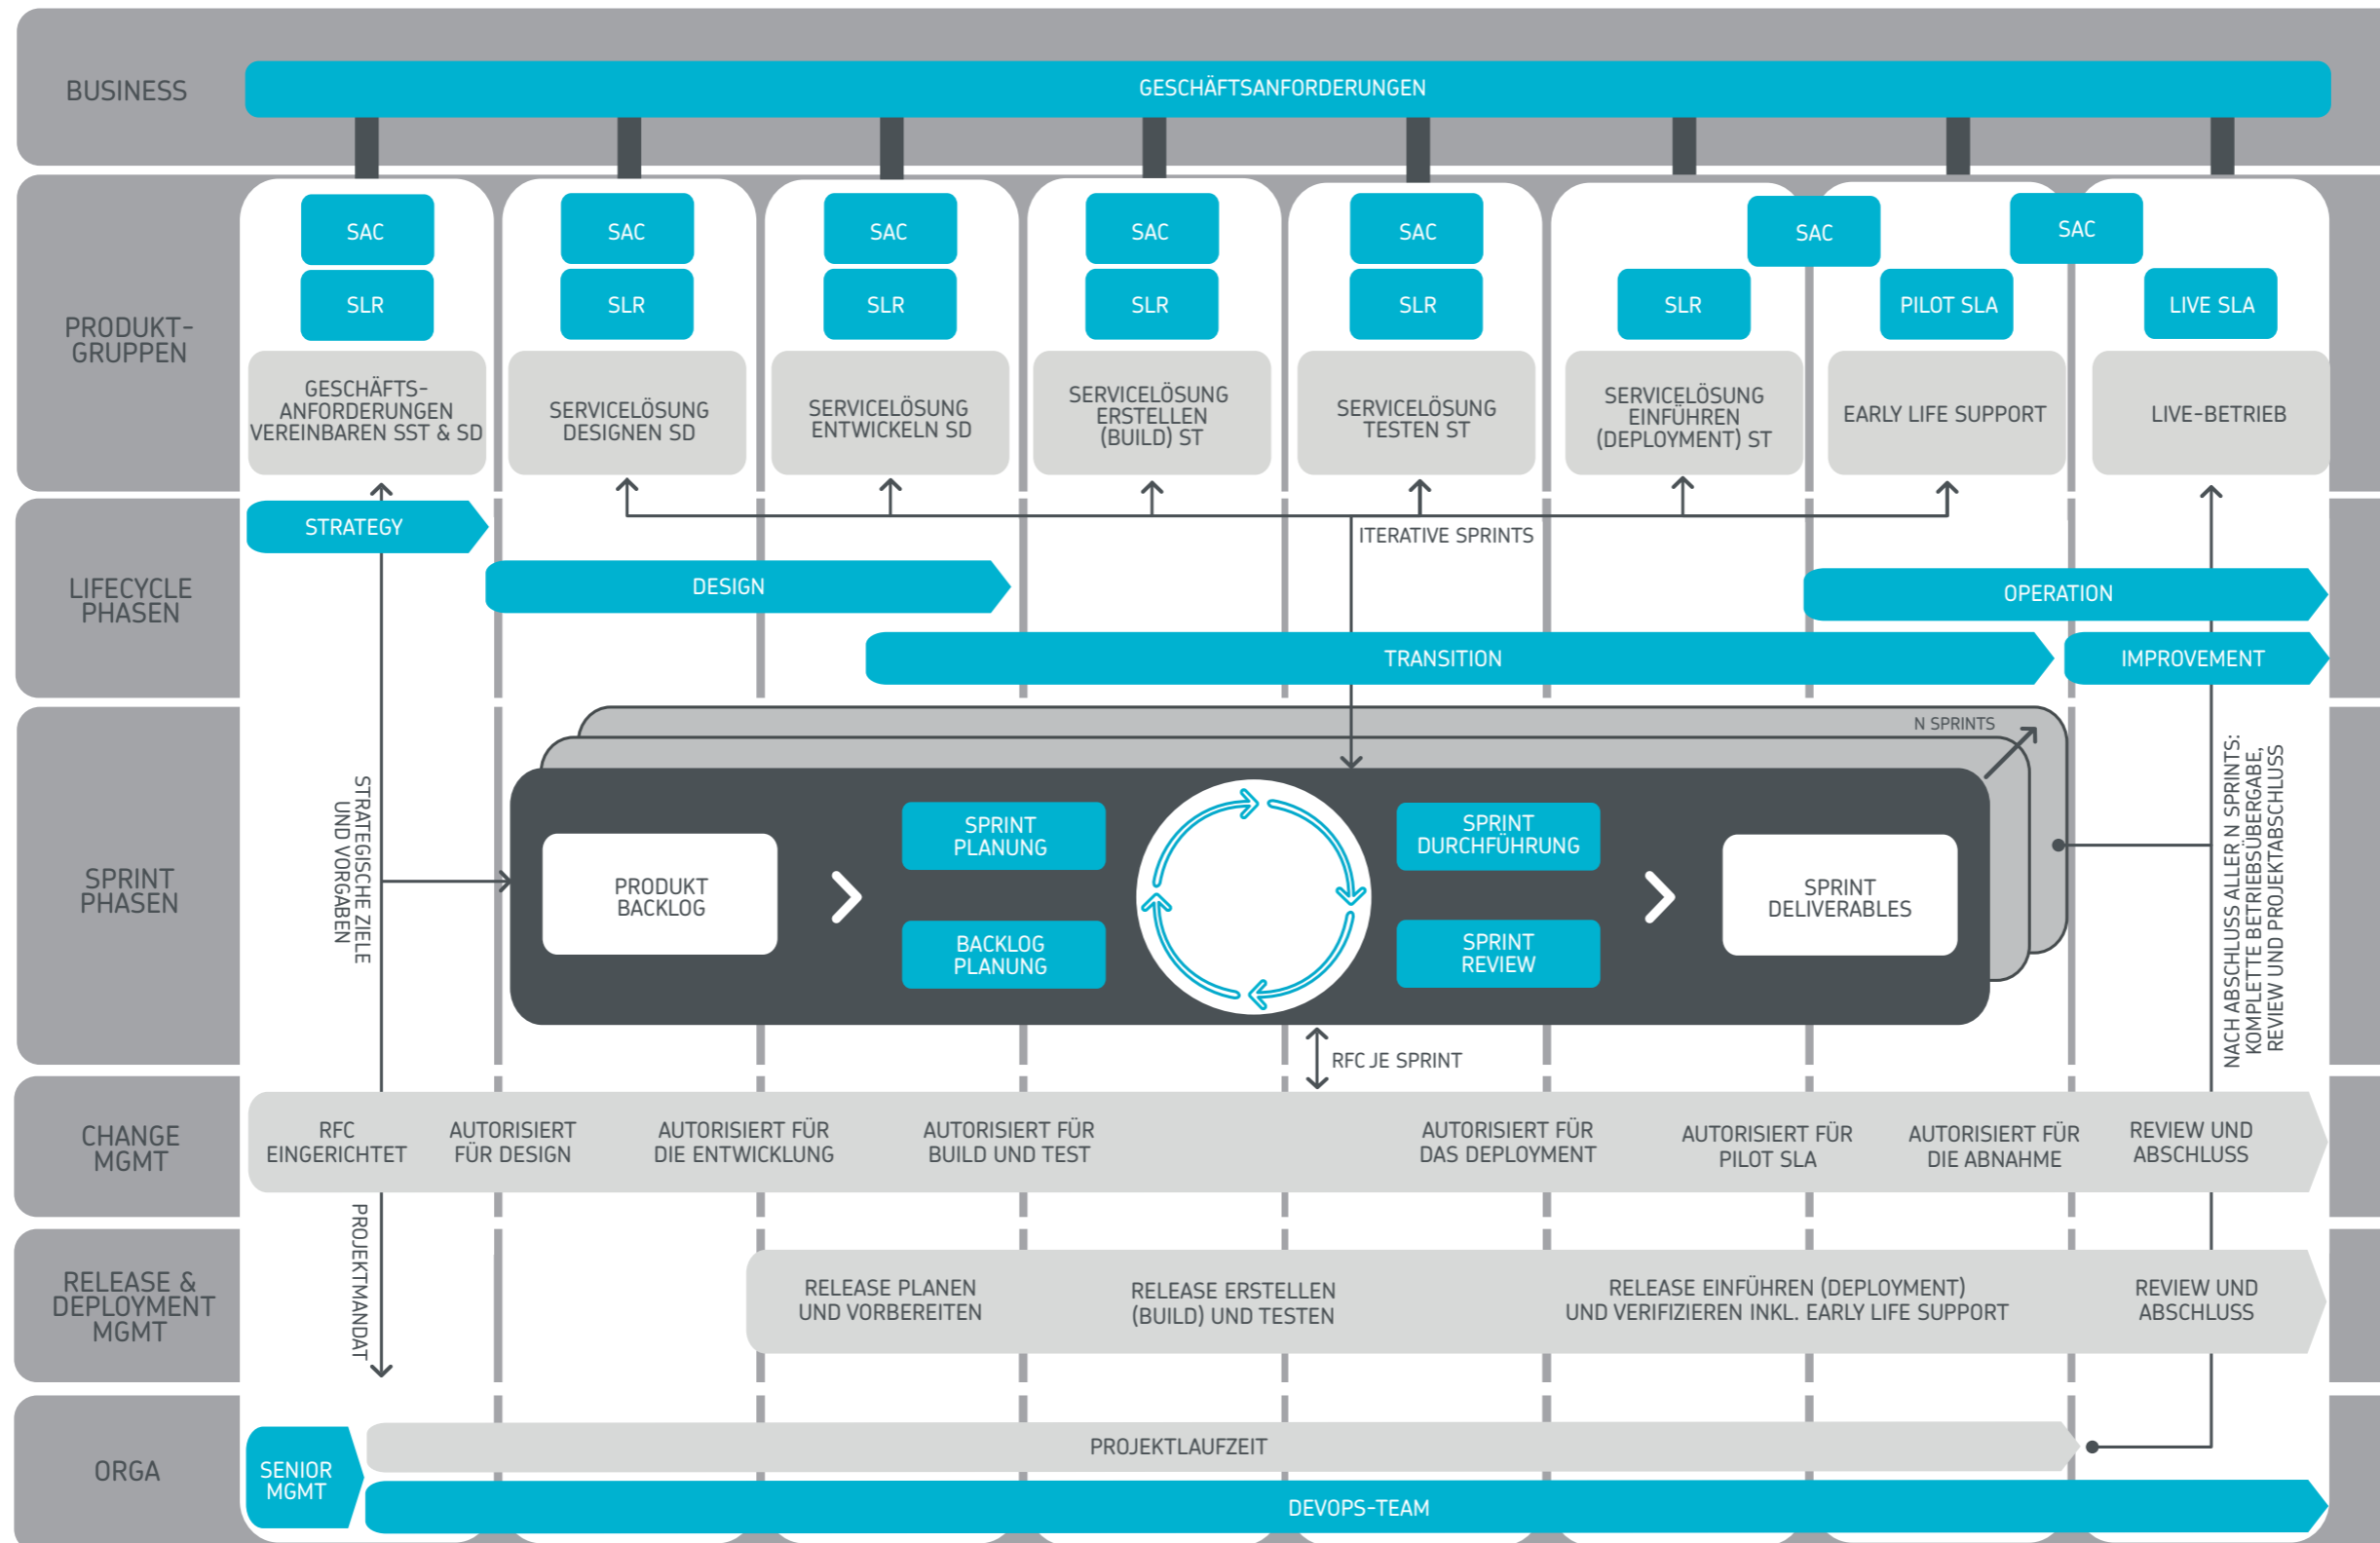 BUSINESS
GESCHÄFTSANFORDERUNGEN
PRODUKT-
GRUPPEN
SAC
SLR
GESCHÄFTS-
ANFORDERUNGEN
VEREINBAREN SST & SD
SAC
SLR
SERVICELÖSUNG
DESIGNEN SD
SAC
SLR
SERVICELÖSUNG
ENTWICKELN SD
SAC
SLR
SERVICELÖSUNG
ERSTELLEN
(BUILD) ST
SAC
SLR
SERVICELÖSUNG
TESTEN ST
SLR
SERVICELÖSUNG
EINFÜHREN
(DEPLOYMENT) ST
SAC
PILOT SLA
EARLY LIFE SUPPORT
SAC
LIVE SLA
LIVE-BETRIEB
LIFECYCLE
PHASEN
STRATEGY
ITERATIVE SPRINTS
DESIGN
OPERATION
TRANSITION
IMPROVEMENT
SPRINT
PHASEN
STRATEGISCHE ZIELE
UND VORGABEN
N SPRINTS
PRODUKT
BACKLOG
SPRINT
PLANUNG
BACKLOG
PLANUNG
SPRINT
DURCHFÜHRUNG
SPRINT
REVIEW
SPRINT
DELIVERABLES
NACH ABSCHLUSS ALLER N SPRINTS:
KOMPLETTE BETRIEBSÜBERGABE,
REVIEW UND PROJEKTABSCHLUSS
RFC JE SPRINT
CHANGE
MGMT
RFC
EINGERICHTET
AUTORISIERT
FÜR DESIGN
AUTORISIERT FÜR
DIE ENTWICKLUNG
AUTORISIERT FÜR
BUILD UND TEST
AUTORISIERT FÜR
DAS DEPLOYMENT
AUTORISIERT FÜR
PILOT SLA
AUTORISIERT FÜR
DIE ABNAHME
REVIEW UND
ABSCHLUSS
PROJEKTMANDAT
RELEASE &
DEPLOYMENT
MGMT
RELEASE PLANEN
UND VORBEREITEN
RELEASE ERSTELLEN
(BUILD) UND TESTEN
RELEASE EINFÜHREN (DEPLOYMENT)
UND VERIFIZIEREN INKL. EARLY LIFE SUPPORT
REVIEW UND
ABSCHLUSS
ORGA
SENIOR
MGMT
PROJEKTLAUFZEIT
DEVOPS-TEAM